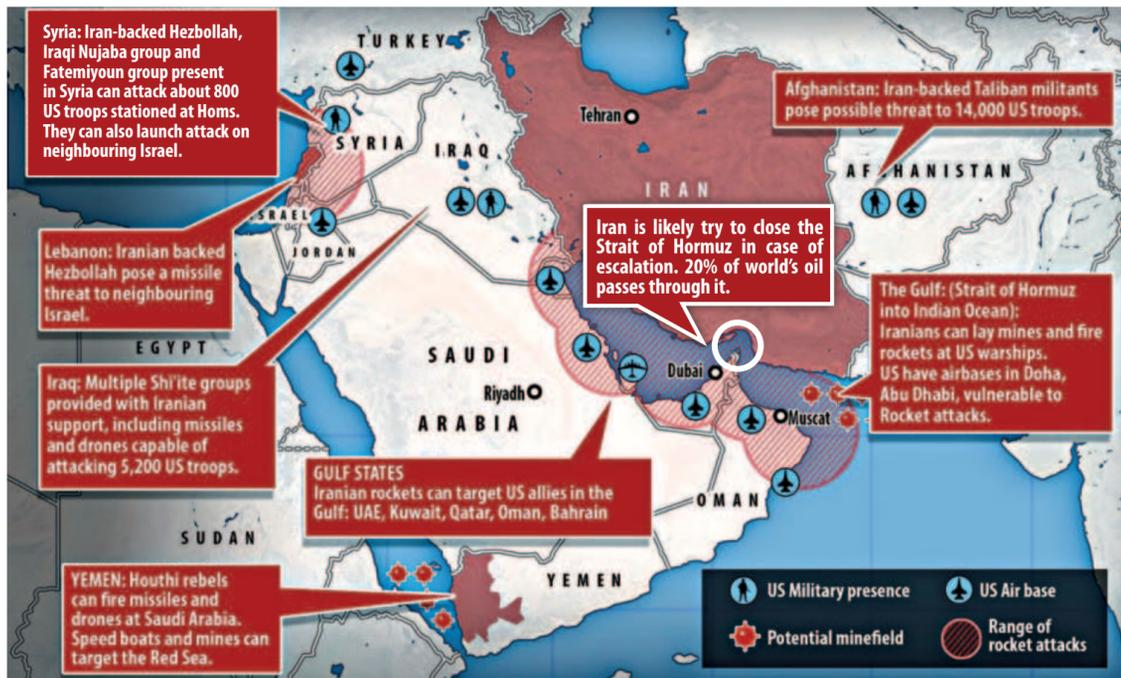 Syria: Iran-backed Hezbollah,
Iraqi Nujaba group and
Fatemiyoun group present
in Syria can attack about 800
US troops stationed at Homs.
They can also launch attack on
neighbouring Israel.
TURKEY
Tehran
Afghanistan: Iran-backed Taliban militants
pose possible threat to 14,000 US troops.
SYRIA
IRAQ
IRAN
AFGHANISTAN
ISRAEL
JORDAN
Lebanon: Iranian backed
Hezbollah pose a missile
threat to neighbouring
Israel.
Iran is likely try to close the
Strait of Hormuz in case of
escalation. 20% of world's oil
passes through it.
The Gulf: (Strait of Hormuz
into Indian Ocean):
Iranians can lay mines and fire
rockets at US warships.
US have airbases in Doha,
Abu Dhabi, vulnerable to
Rocket attacks.
EGYPT
SAUDI
ARABIA
Riyadh
Dubai
Muscat
Iraq: Multiple Shi'ite groups
provided with Iranian
support, including missiles
and drones capable of
attacking 5,200 US troops.
GULF STATES
Iranian rockets can target US allies in the
Gulf: UAE, Kuwait, Qatar, Oman, Bahrain
OMAN
SUDAN
YEMEN
YEMEN: Houthi rebels
can fire missiles and
drones at Saudi Arabia.
Speed boats and mines can
target the Red Sea.
US Military presence
US Air base
Potential minefield
Range of
rocket attacks